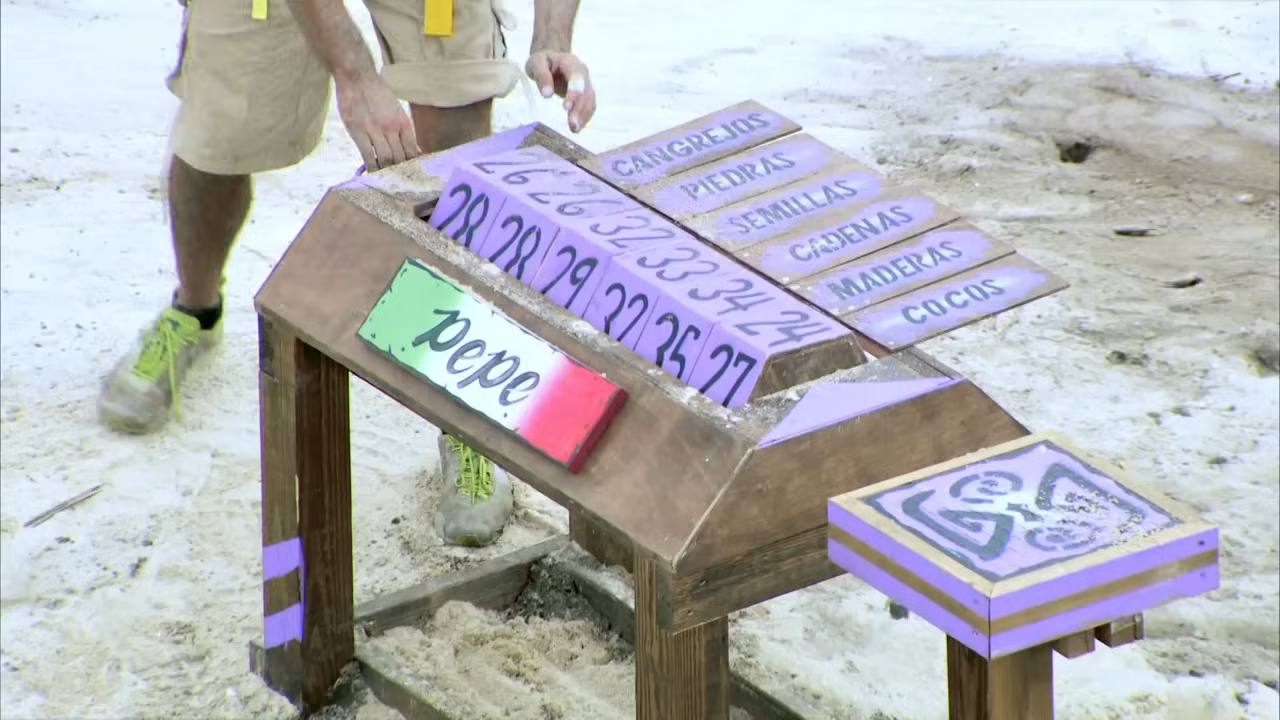 CANGREJOS
PIEDRAS
SEMILLAS
CADENAS
MADERAS
COCOS
26 26 32 33 34 24
28 28 29 32 35 27
pepe